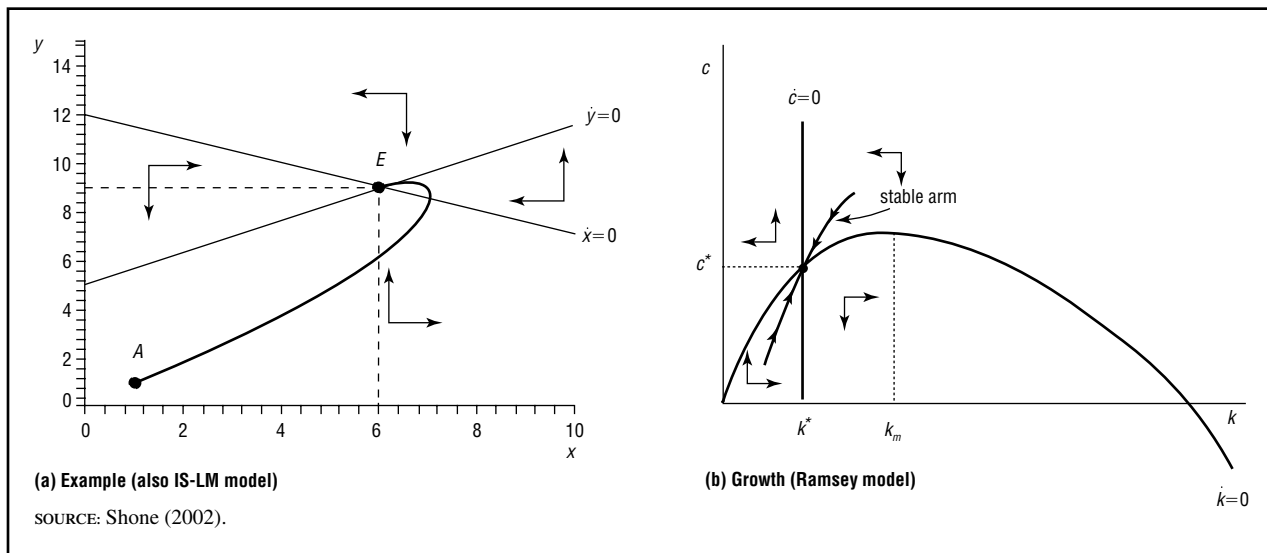 y
14
12
10
8
6
4
2
0
ẏ=0
E
ẋ=0
A
0 2 4 6 8 10
x
(a) Example (also IS-LM model)
SOURCE: Shone (2002).
c
ċ=0
stable arm
c*
k* kₘ k
(b) Growth (Ramsey model)
k̇=0